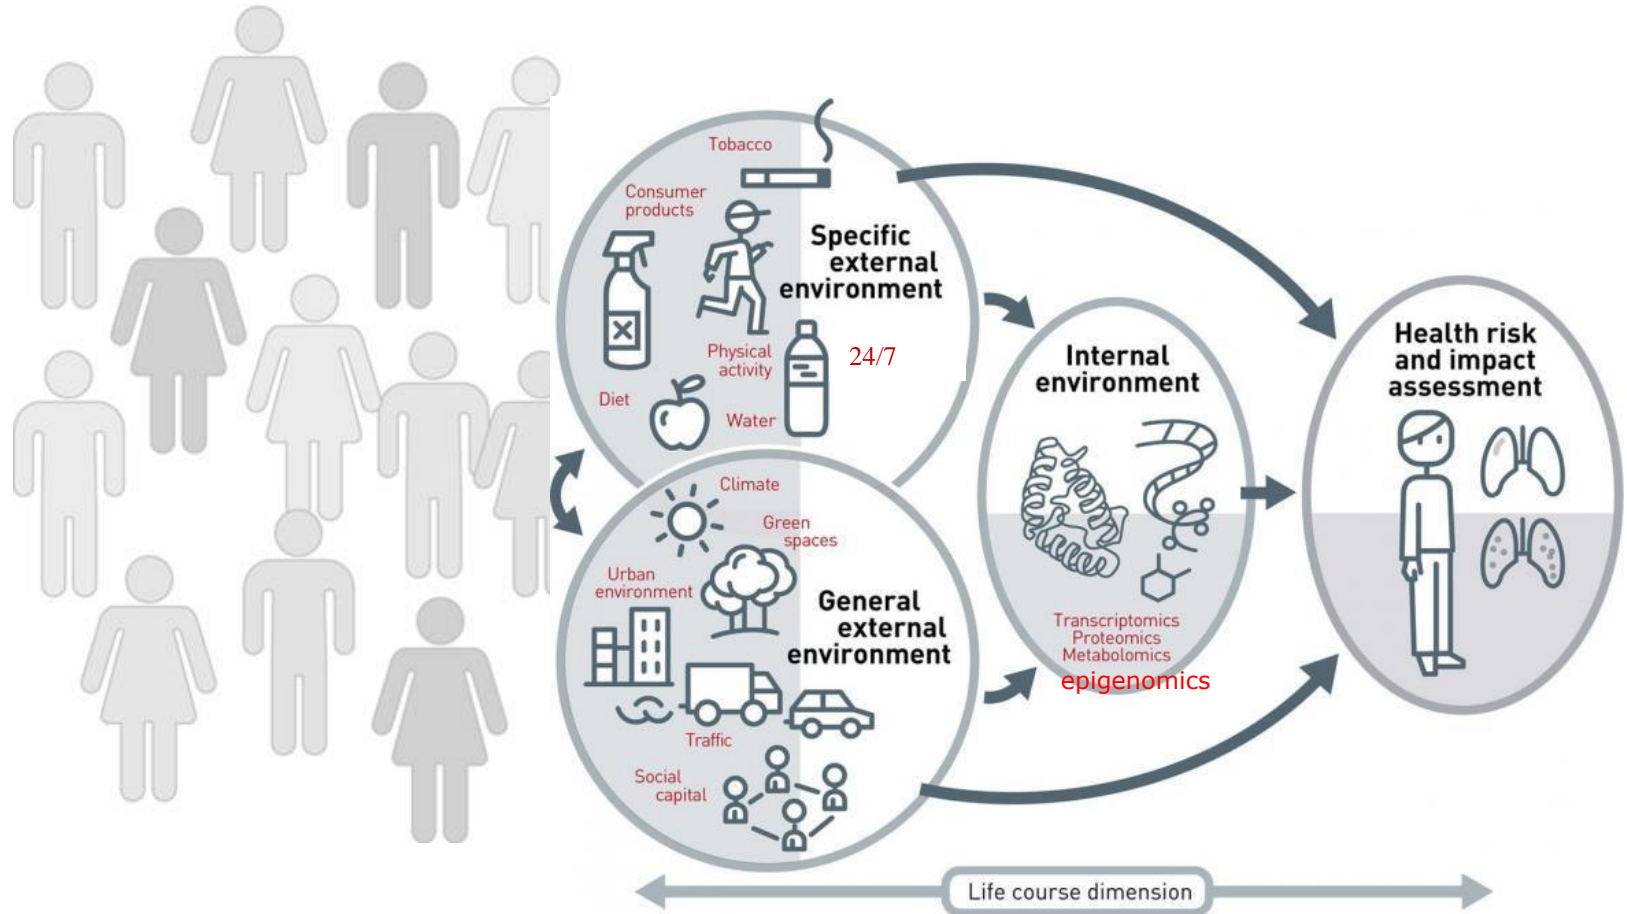 Tobacco
Consumer
products
Specific
external
environment
Physical
activity
24/7
Diet
Water
Climate
Green
spaces
Urban
environment
General
external
environment
Traffic
Social
capital
Internal
environment
Transcriptomics
Proteomics
Metabolomics
epigenomics
Health risk
and impact
assessment
Life course dimension